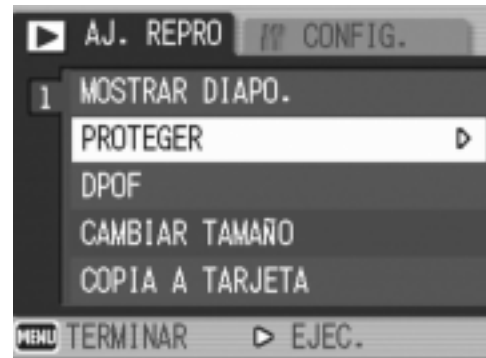 AJ. REPRO CONFIG.
1 MOSTRAR DIAPO.
PROTEGER
DPOF
CAMBIAR TAMAÑO
COPIA A TARJETA
MENU TERMINAR EJEC.